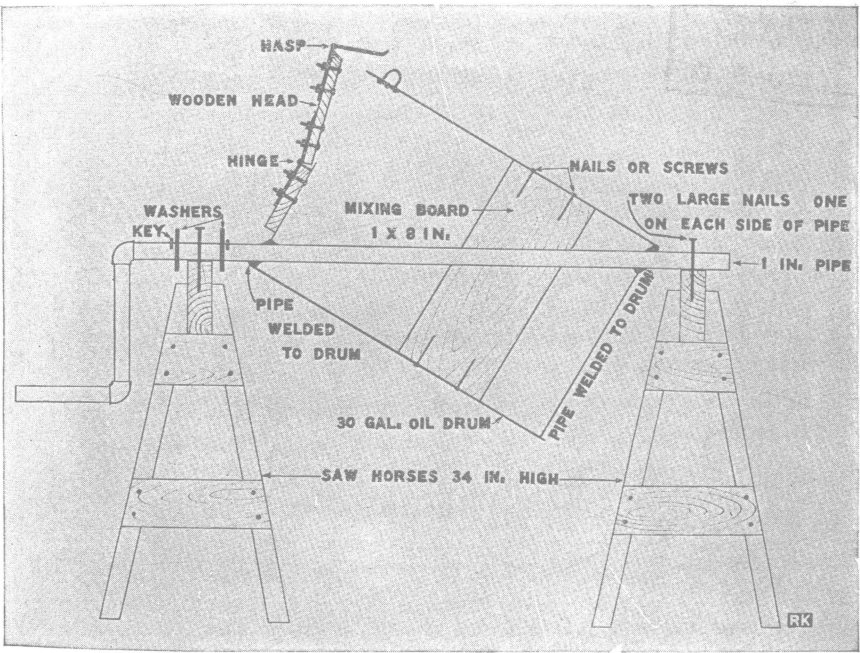 HASP
WOODEN HEAD
HINGE
NAILS OR SCREWS
WASHERS
KEY
MIXING BOARD
1 X 8 IN.
TWO LARGE NAILS ONE
ON EACH SIDE OF PIPE
1 IN. PIPE
PIPE
WELDED
TO DRUM
PIPE WELDED TO DRUM
30 GAL. OIL DRUM
SAW HORSES 34 IN. HIGH
RK